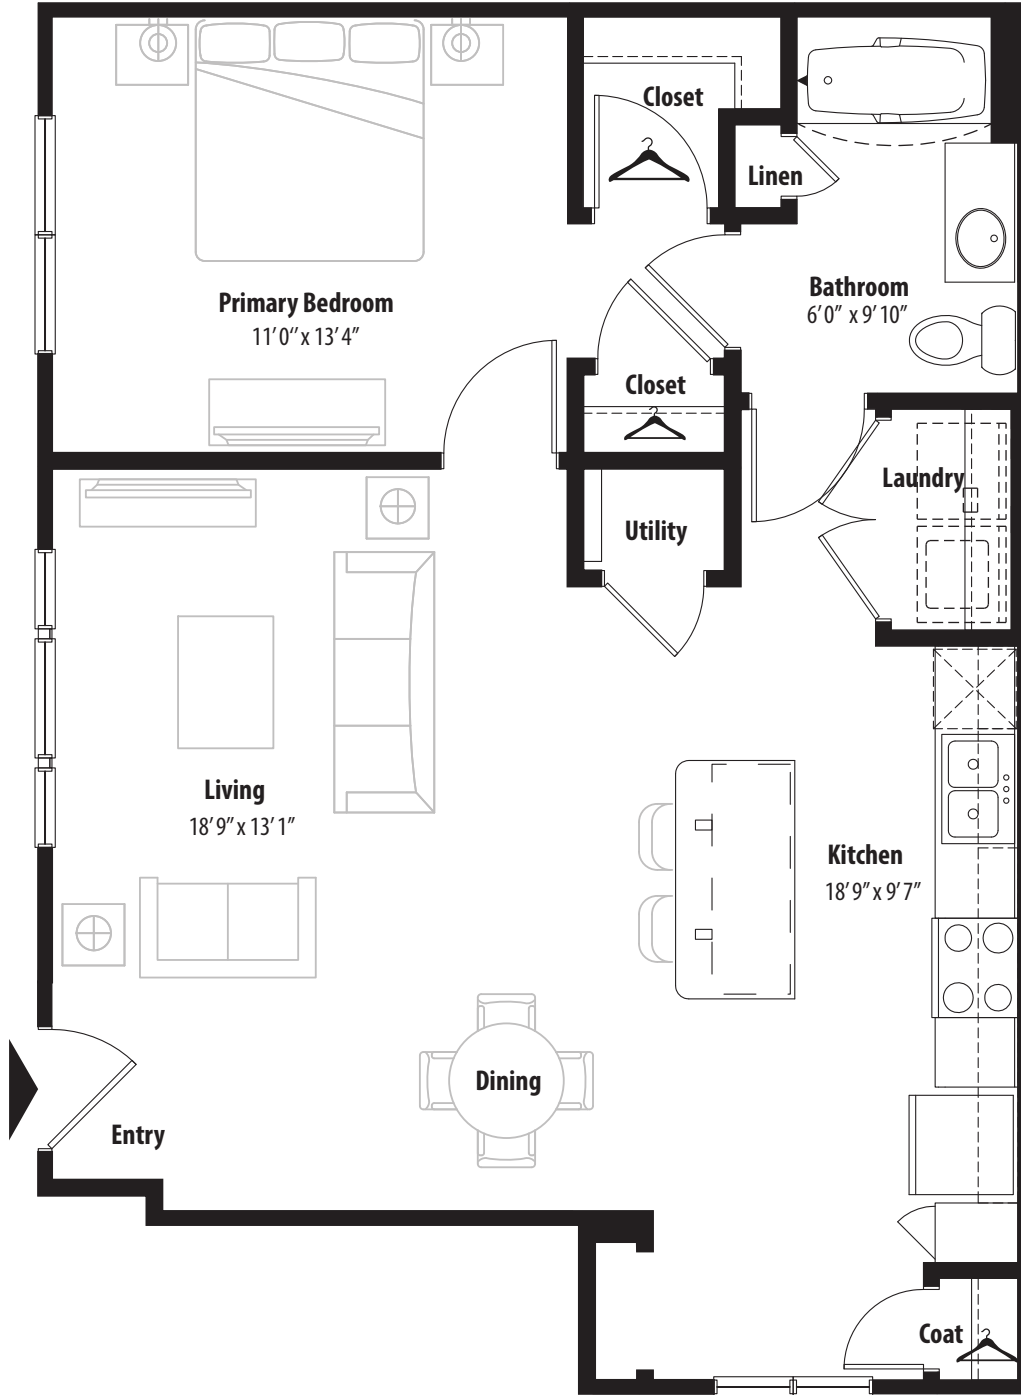 Closet
Linen
Primary Bedroom
11’0” x 13’4”
Bathroom
6’0” x 9’10”
Closet
Laundry
Utility
Living
18’9” x 13’1”
Kitchen
18’9” x 9’7”
Dining
Entry
Coat